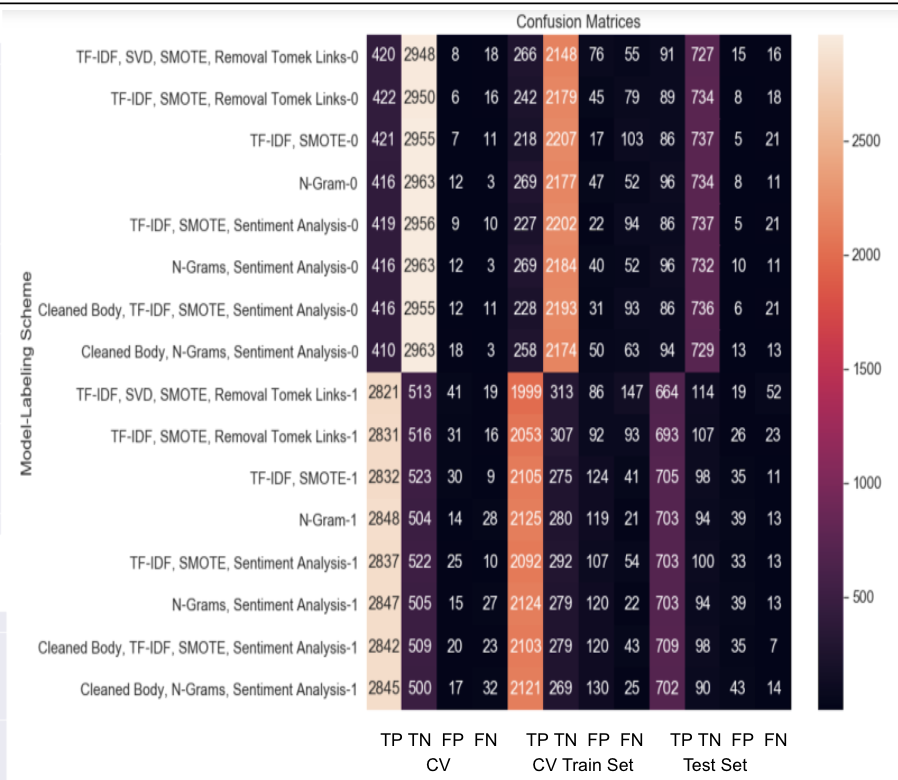 Confusion Matrices
Model-Labeling Scheme
TF-IDF, SVD, SMOTE, Removal Tomek Links-0 420 2948 8 18 266 2148 76 55 91 727 15 16
TF-IDF, SMOTE, Removal Tomek Links-0 422 2950 6 16 242 2179 45 79 89 734 8 18
TF-IDF, SMOTE-0 421 2955 7 11 218 2207 17 103 86 737 5 21
N-Gram-0 416 2963 12 3 269 2177 47 52 96 734 8 11
TF-IDF, SMOTE, Sentiment Analysis-0 419 2956 9 10 227 2202 22 94 86 737 5 21
N-Grams, Sentiment Analysis-0 416 2963 12 3 269 2184 40 52 96 732 10 11
Cleaned Body, TF-IDF, SMOTE, Sentiment Analysis-0 416 2955 12 11 228 2193 31 93 86 736 6 21
Cleaned Body, N-Grams, Sentiment Analysis-0 410 2963 18 3 258 2174 50 63 94 729 13 13
TF-IDF, SVD, SMOTE, Removal Tomek Links-1 2821 513 41 19 1999 313 86 147 664 114 19 52
TF-IDF, SMOTE, Removal Tomek Links-1 2831 516 31 16 2053 307 92 93 693 107 26 23
TF-IDF, SMOTE-1 2832 523 30 9 2105 275 124 41 705 98 35 11
N-Gram-1 2848 504 14 28 2125 280 119 21 703 94 39 13
TF-IDF, SMOTE, Sentiment Analysis-1 2837 522 25 10 2092 292 107 54 703 100 33 13
N-Grams, Sentiment Analysis-1 2847 505 15 27 2124 279 120 22 703 94 39 13
Cleaned Body, TF-IDF, SMOTE, Sentiment Analysis-1 2842 509 20 23 2103 279 120 43 709 98 35 7
Cleaned Body, N-Grams, Sentiment Analysis-1 2845 500 17 32 2121 269 130 25 702 90 43 14
TP TN FP FN TP TN FP FN TP TN FP FN
CV CV Train Set Test Set
2500
2000
1500
1000
500